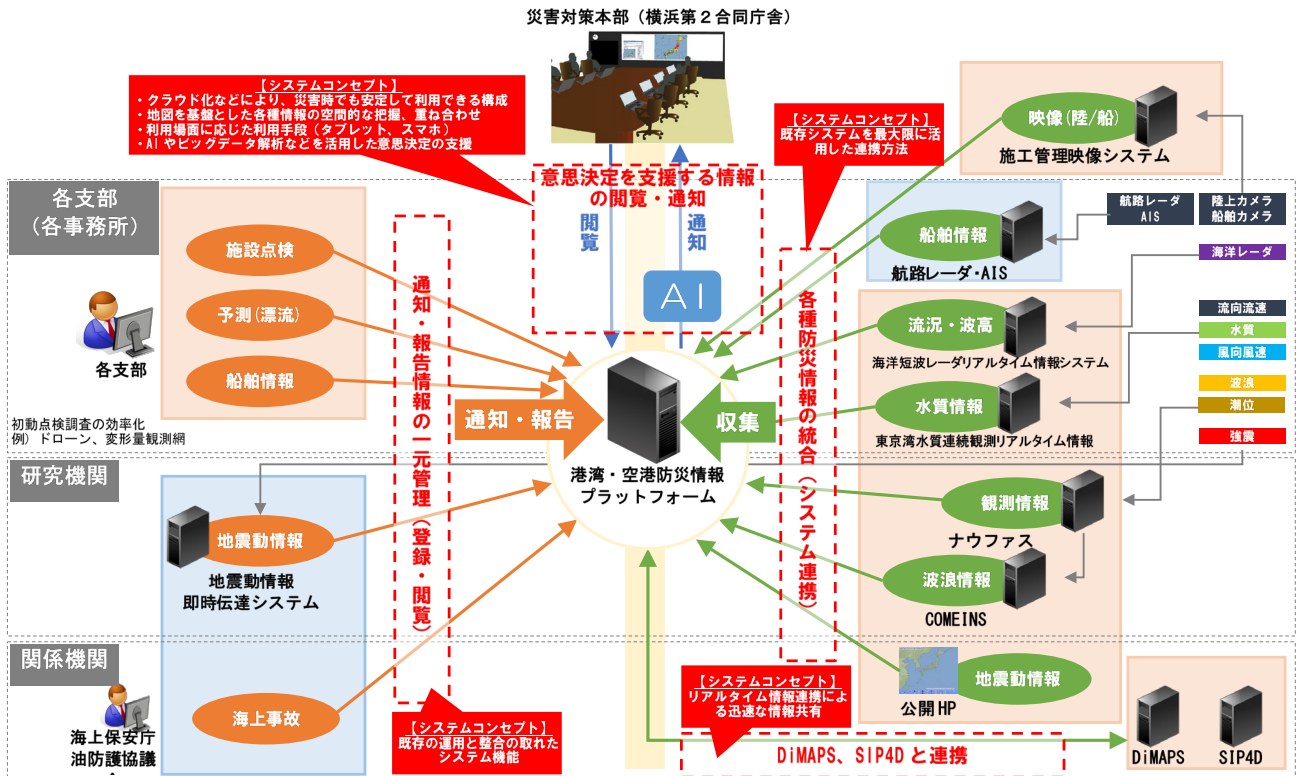 災害対策本部（横浜第２合同庁舎）
【システムコンセプト】
・クラウド化などにより、災害時でも安定して利用できる構成
・地図を基盤とした各種情報の空間的な把握、重ね合わせ
・利用場面に応じた利用手段（タブレット、スマホ）
・AIやビッグデータ解析などを活用した意思決定の支援
【システムコンセプト】
既存システムを最大限に活
用した連携方法
映像(陸/船)
施工管理映像システム
意思決定を支援する情報
の閲覧・通知
閲覧
通知
AI
各支部
（各事務所）
施設点検
予測(漂流)
船舶情報
各支部
初動点検調査の効率化
例）ドローン、変形量観測網
通知・報告情報の一元管理（登録・閲覧）
通知・報告
収集
港湾・空港防災情報
プラットフォーム
各種防災情報の統合（システム連携）
船舶情報
航路レーダ・AIS
航路レーダ
AIS
陸上カメラ
船舶カメラ
海洋レーダ
流向流速
水質
風向風速
波浪
潮位
強震
流況・波高
海洋短波レーダリアルタイム情報システム
水質情報
東京湾水質連続観測リアルタイム情報
研究機関
地震動情報
地震動情報
即時伝達システム
観測情報
ナウファス
波浪情報
COMEINS
関係機関
海上事故
海上保安庁
油防護協議
【システムコンセプト】
既存の運用と整合の取れた
システム機能
【システムコンセプト】
リアルタイム情報連携によ
る迅速な情報共有
地震動情報
公開HP
DiMAPS、SIP4Dと連携
DiMAPS
SIP4D